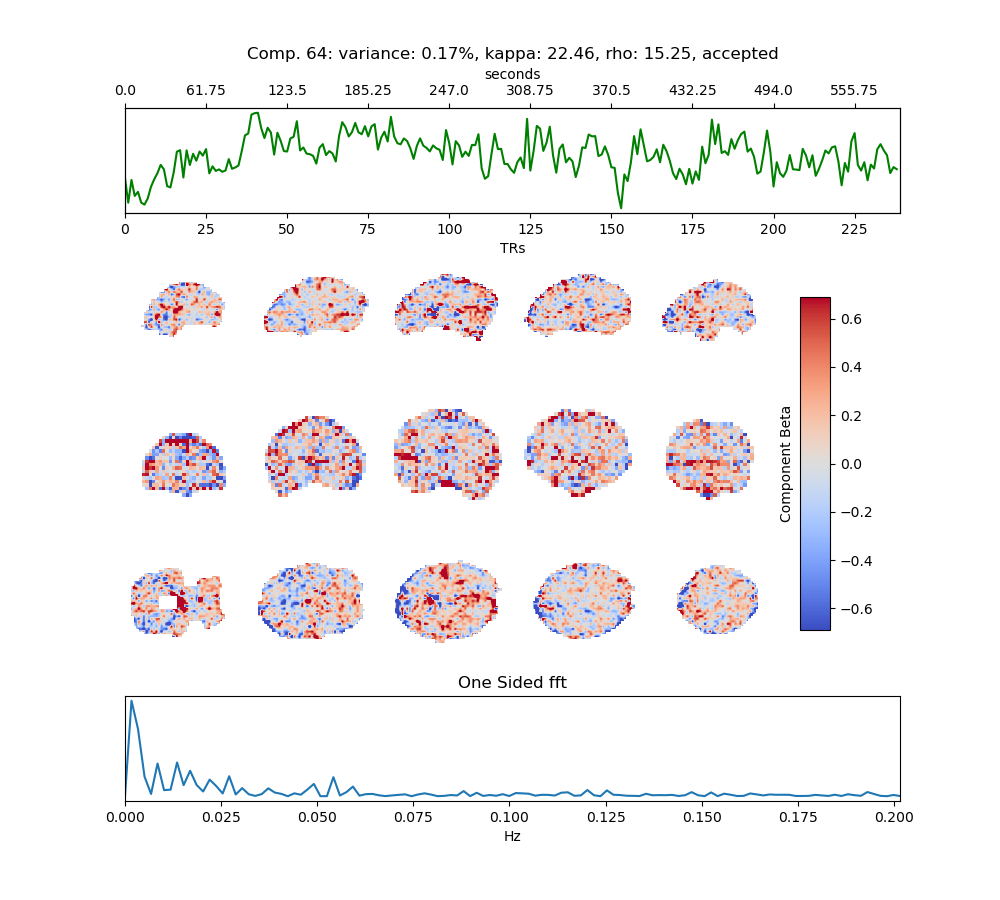 Comp. 64: variance: 0.17%, kappa: 22.46, rho: 15.25, accepted
seconds
0.0 61.75 123.5 185.25 247.0 308.75 370.5 432.25 494.0 555.75
0 25 50 75 100 125 150 175 200 225
TRs
0.6
0.4
0.2
0.0
−0.2
−0.4
−0.6
Component Beta
One Sided fft
0.000 0.025 0.050 0.075 0.100 0.125 0.150 0.175 0.200
Hz